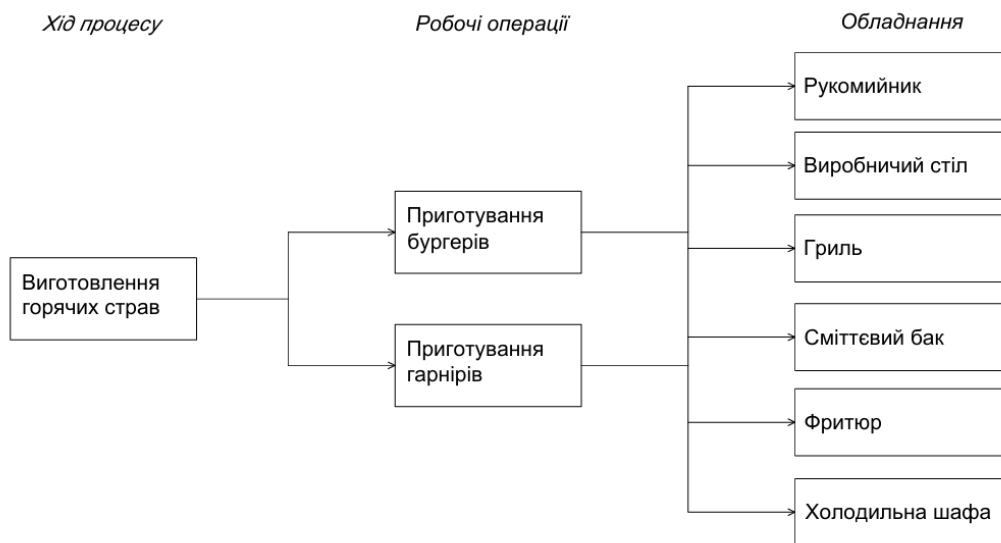 Хід процесу
Робочі операції
Обладнання
Виготовлення
горячих страв
Приготування
бургерів
Приготування
гарнірів
Рукомийник
Виробничий стіл
Гриль
Сміттєвий бак
Фритюр
Холодильна шафа